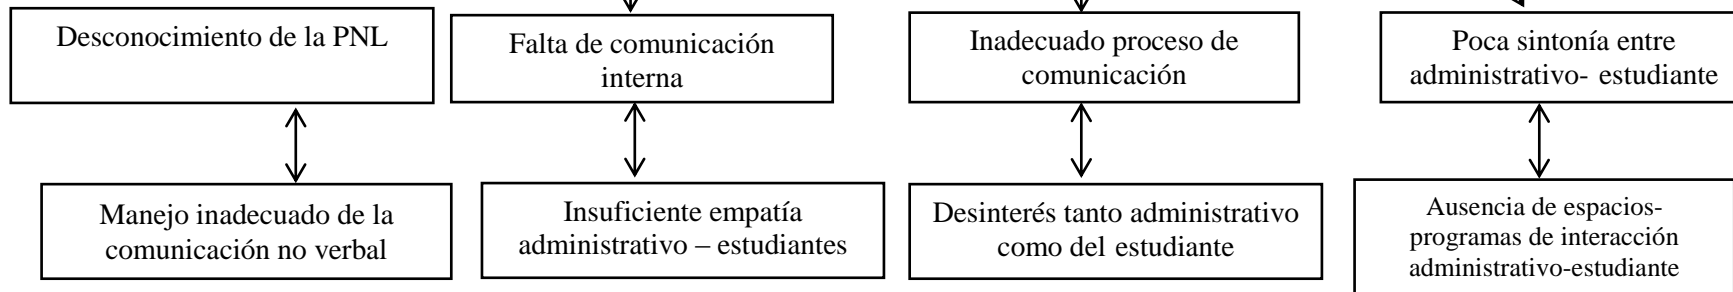 Desconocimiento de la PNL
Falta de comunicación
interna
Inadecuado proceso de
comunicación
Poca sintonía entre
administrativo- estudiante
Manejo inadecuado de la
comunicación no verbal
Insuficiente empatía
administrativo – estudiantes
Desinterés tanto administrativo
como del estudiante
Ausencia de espacios-
programas de interacción
administrativo-estudiante